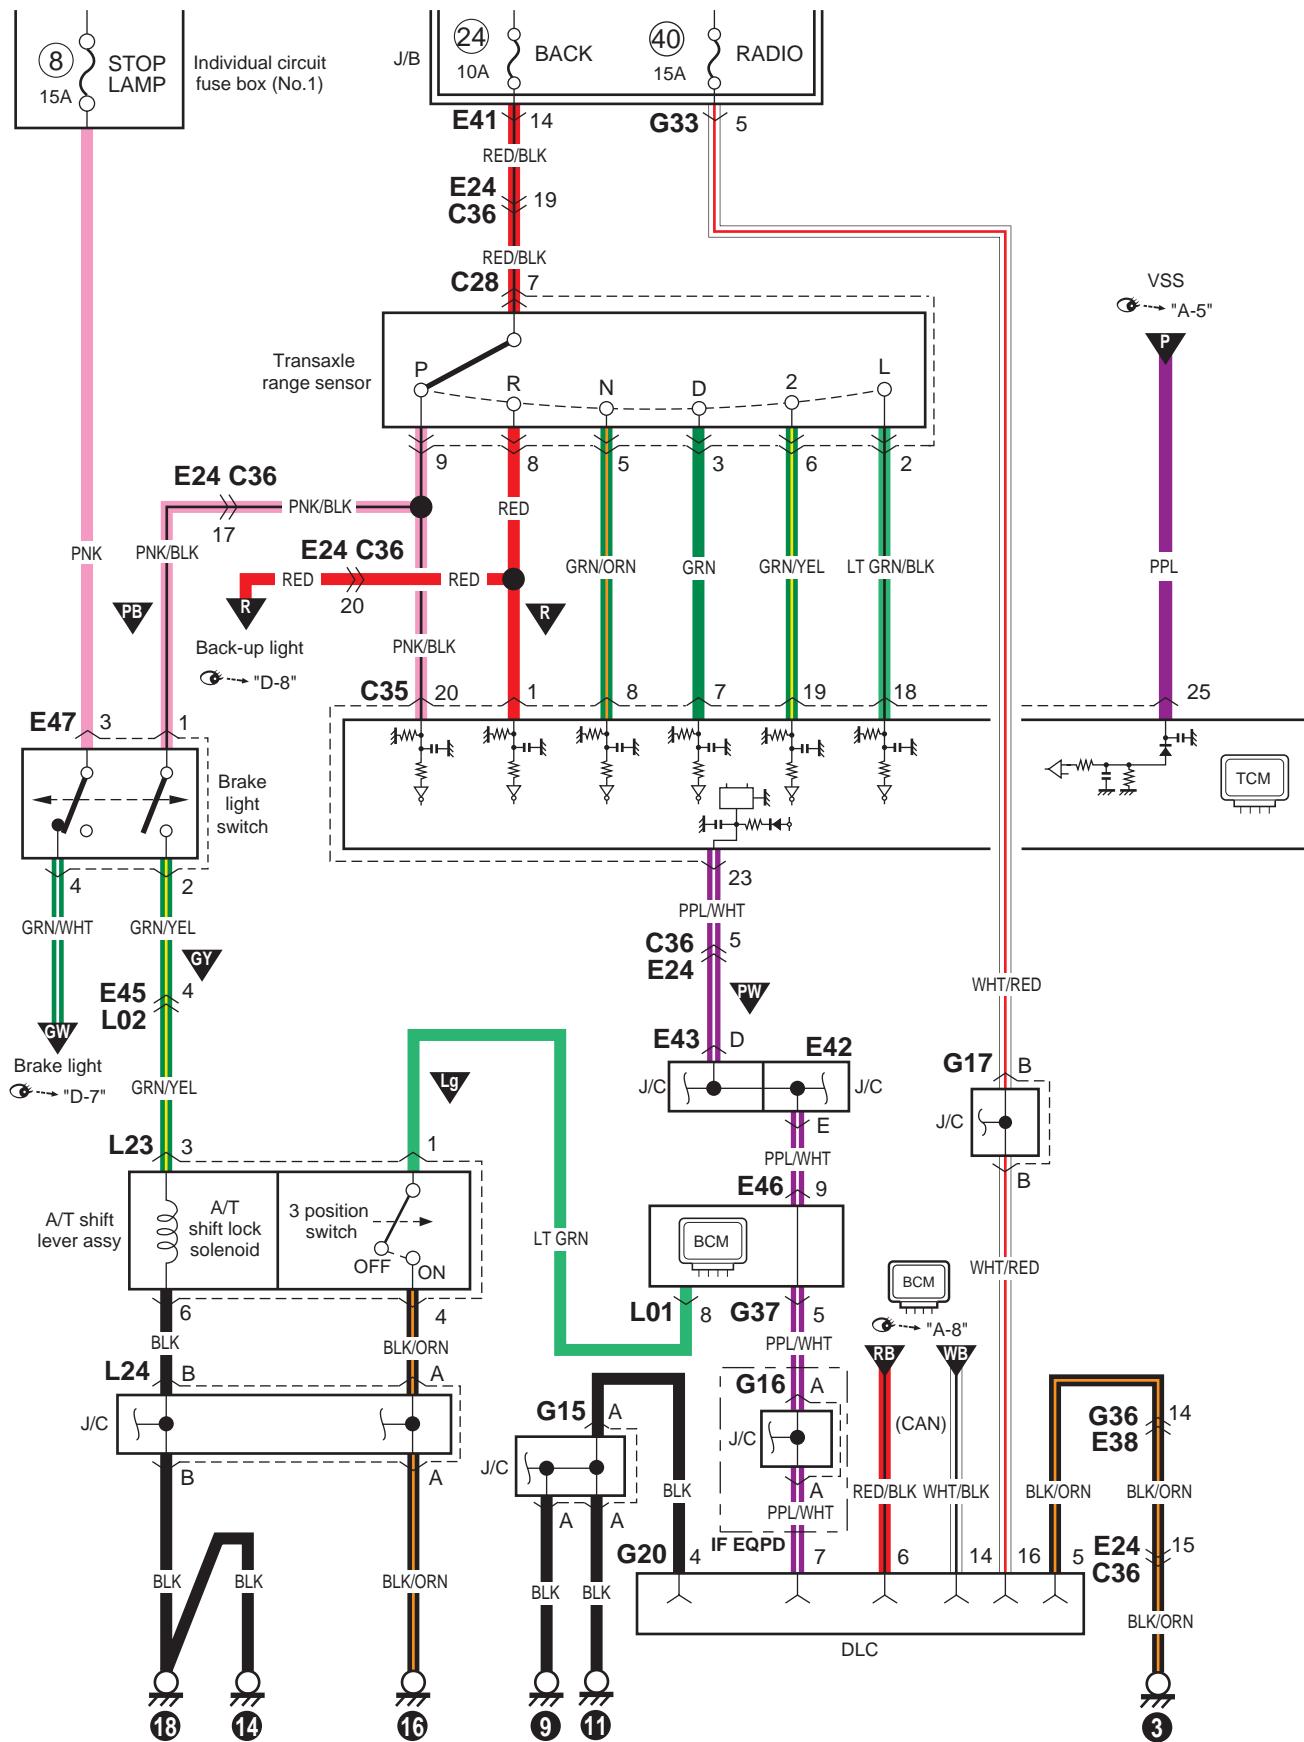 8
15A
STOP
LAMP
Individual circuit
fuse box (No.1)
J/B
24
10A
BACK
40
15A
RADIO
E41
14
G33
5
RED/BLK
E24
C36
19
RED/BLK
C28
7
VSS
"A-5"
P
Transaxle
range sensor
P
R
N
D
2
L
9
8
5
3
6
2
E24 C36
17
PNK/BLK
RED
PNK
PNK/BLK
E24 C36
RED
RED
20
GRN/ORN
GRN
GRN/YEL
LT GRN/BLK
PPL
PB
R
R
Back-up light
"D-8"
PNK/BLK
C35
20
1
8
7
19
18
25
E47
3
1
Brake
light
switch
TCM
4
2
23
GRN/WHT
GRN/YEL
PPL/WHT
GY
C36
E24
5
E45
L02
4
PW
WHT/RED
GW
Brake light
"D-7"
GRN/YEL
E43
D
E42
J/C
J/C
G17
B
J/C
B
Lg
E
L23
3
1
PPL/WHT
E46
9
A/T shift
lever assy
A/T
shift lock
solenoid
3 position
switch
OFF
ON
LT GRN
BCM
BCM
WHT/RED
"A-8"
6
4
L01
8
G37
5
BLK
BLK/ORN
PPL/WHT
RB
WB
L24
B
A
G16
A
J/C
J/C
A
G15
A
J/C
(CAN)
G36
E38
14
B
A
A
A
BLK
PPL/WHT
IF EQPD
RED/BLK
WHT/BLK
BLK/ORN
BLK/ORN
G20
4
7
6
14
16
5
E24
C36
15
BLK
BLK
BLK/ORN
BLK
BLK
BLK/ORN
DLC
18
14
16
9
11
3